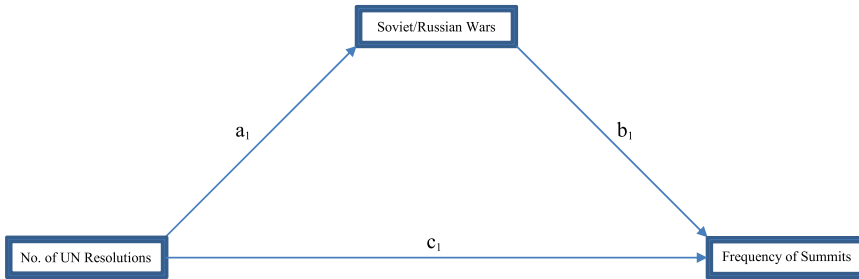 Soviet/Russian Wars
a₁
b₁
c₁
No. of UN Resolutions
Frequency of Summits